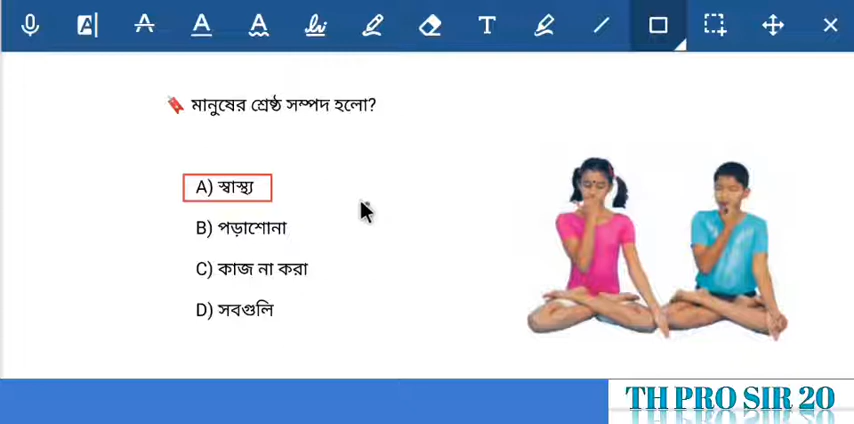 মানুষের শ্রেষ্ঠ সম্পদ হলো?
A) স্বাস্থ্য
B) পড়াশোনা
C) কাজ না করা
D) সবগুলি
TH PRO SIR 20